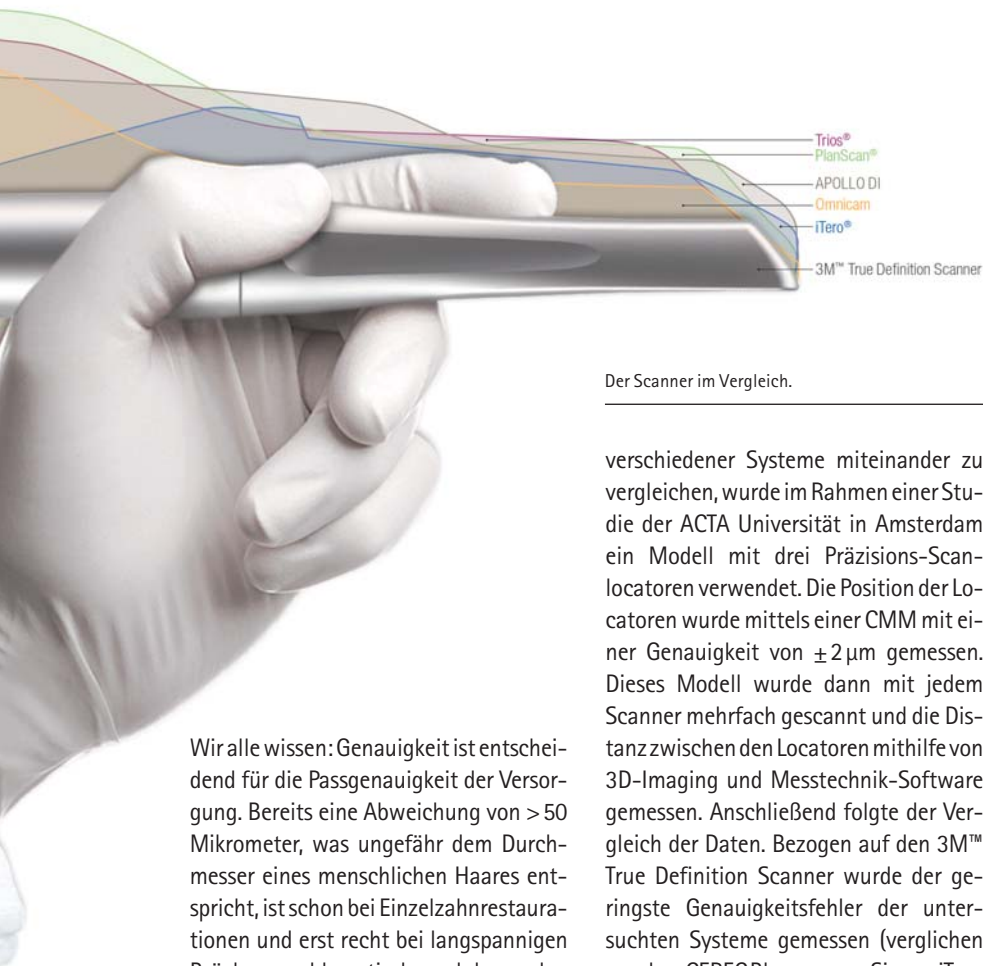 Trios®
PlanScan®
APOLLO DI
Omnicam
iTero®
3M™ True Definition Scanner
Der Scanner im Vergleich.
Wir alle wissen: Genauigkeit ist entschei-
dend für die Passgenauigkeit der Versor-
gung. Bereits eine Abweichung von > 50
Mikrometer, was ungefähr dem Durch-
messer eines menschlichen Haares ent-
spricht, ist schon bei Einzelzahnrestaura-
tionen und erst recht bei langspannigen
verschiedener Systeme miteinander zu
vergleichen, wurde im Rahmen einer Stu-
die der ACTA Universität in Amsterdam
ein Modell mit drei Präzisions-Scan-
locatoren verwendet. Die Position der Lo-
catoren wurde mittels einer CMM mit ei-
ner Genauigkeit von ± 2 µm gemessen.
Dieses Modell wurde dann mit jedem
Scanner mehrfach gescannt und die Dis-
tanz zwischen den Locatoren mithilfe von
3D-Imaging und Messtechnik-Software
gemessen. Anschließend folgte der Ver-
gleich der Daten. Bezogen auf den 3M™
True Definition Scanner wurde der ge-
ringste Genauigkeitsfehler der unter-
suchten Systeme gemessen (verglichen